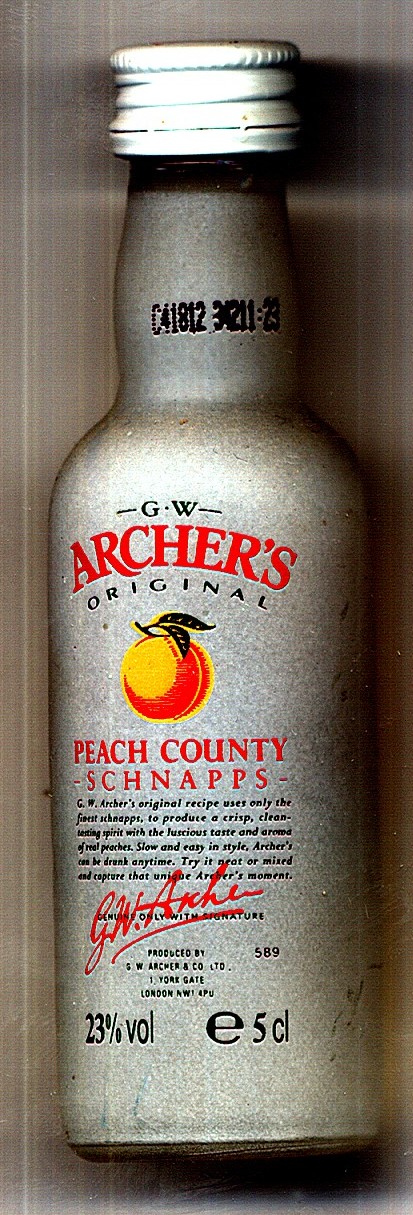 C41812 34211:23
—G·W—
ARCHER'S
ORIGINAL
PEACH COUNTY
-SCHNAPPS-
G. W. Archer's original recipe uses only the
finest schnapps, to produce a crisp, clean-
tasting spirit with the luscious taste and aroma
of real peaches. Slow and easy in style, Archer's
can be drunk anytime. Try it neat or mixed
and capture that unique Archer's moment.
G.W. Archer
GENUINE ONLY WITH SIGNATURE
PRODUCED BY 589
G W ARCHER & CO LTD.,
1, YORK GATE
LONDON NW1 4PU
23% vol e 5 cl